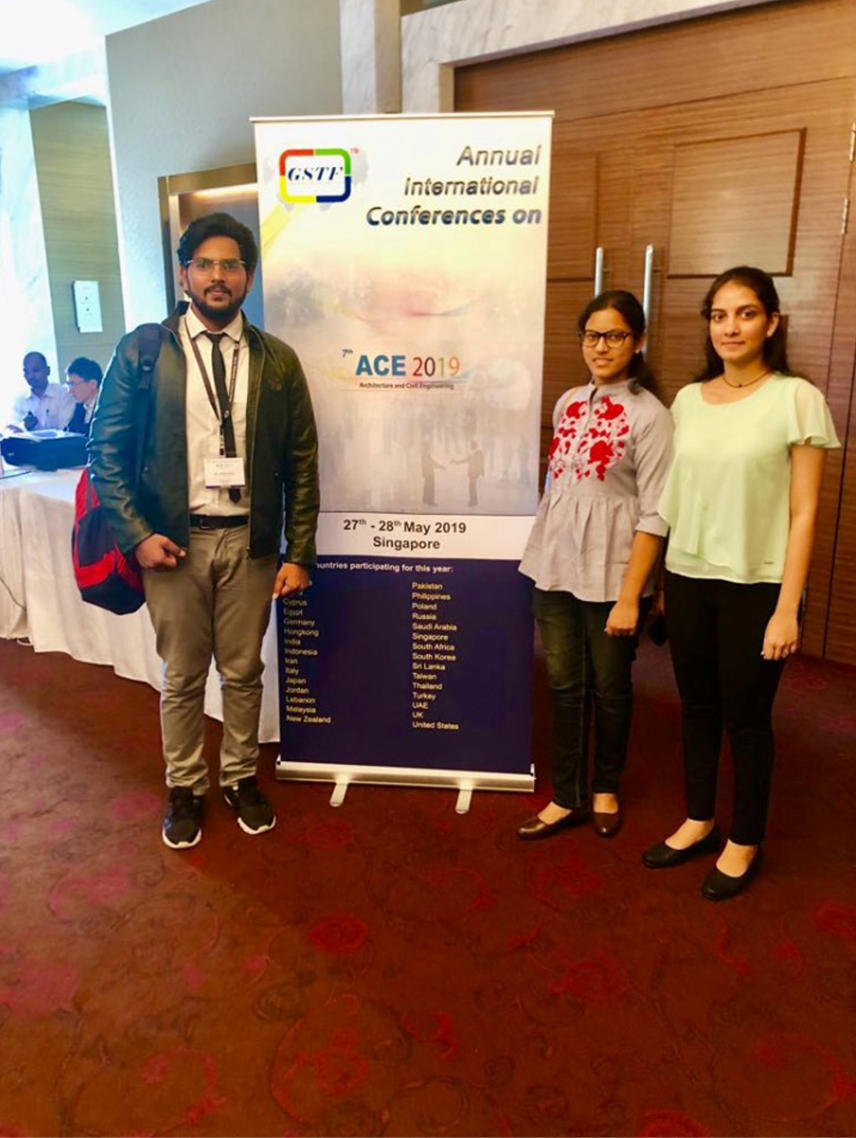 GSTF
Annual
International
Conferences on
7th ACE 2019
Architecture and Civil Engineering
27th - 28th May 2019
Singapore
ountries participating for this year:
Cyprus
Egypt
Germany
Hongkong
India
Indonesia
Iran
Italy
Japan
Jordan
Lebanon
Malaysia
New Zealand
Pakistan
Philippines
Poland
Russia
Saudi Arabia
Singapore
South Africa
South Korea
Sri Lanka
Taiwan
Thailand
Turkey
UAE
UK
United States